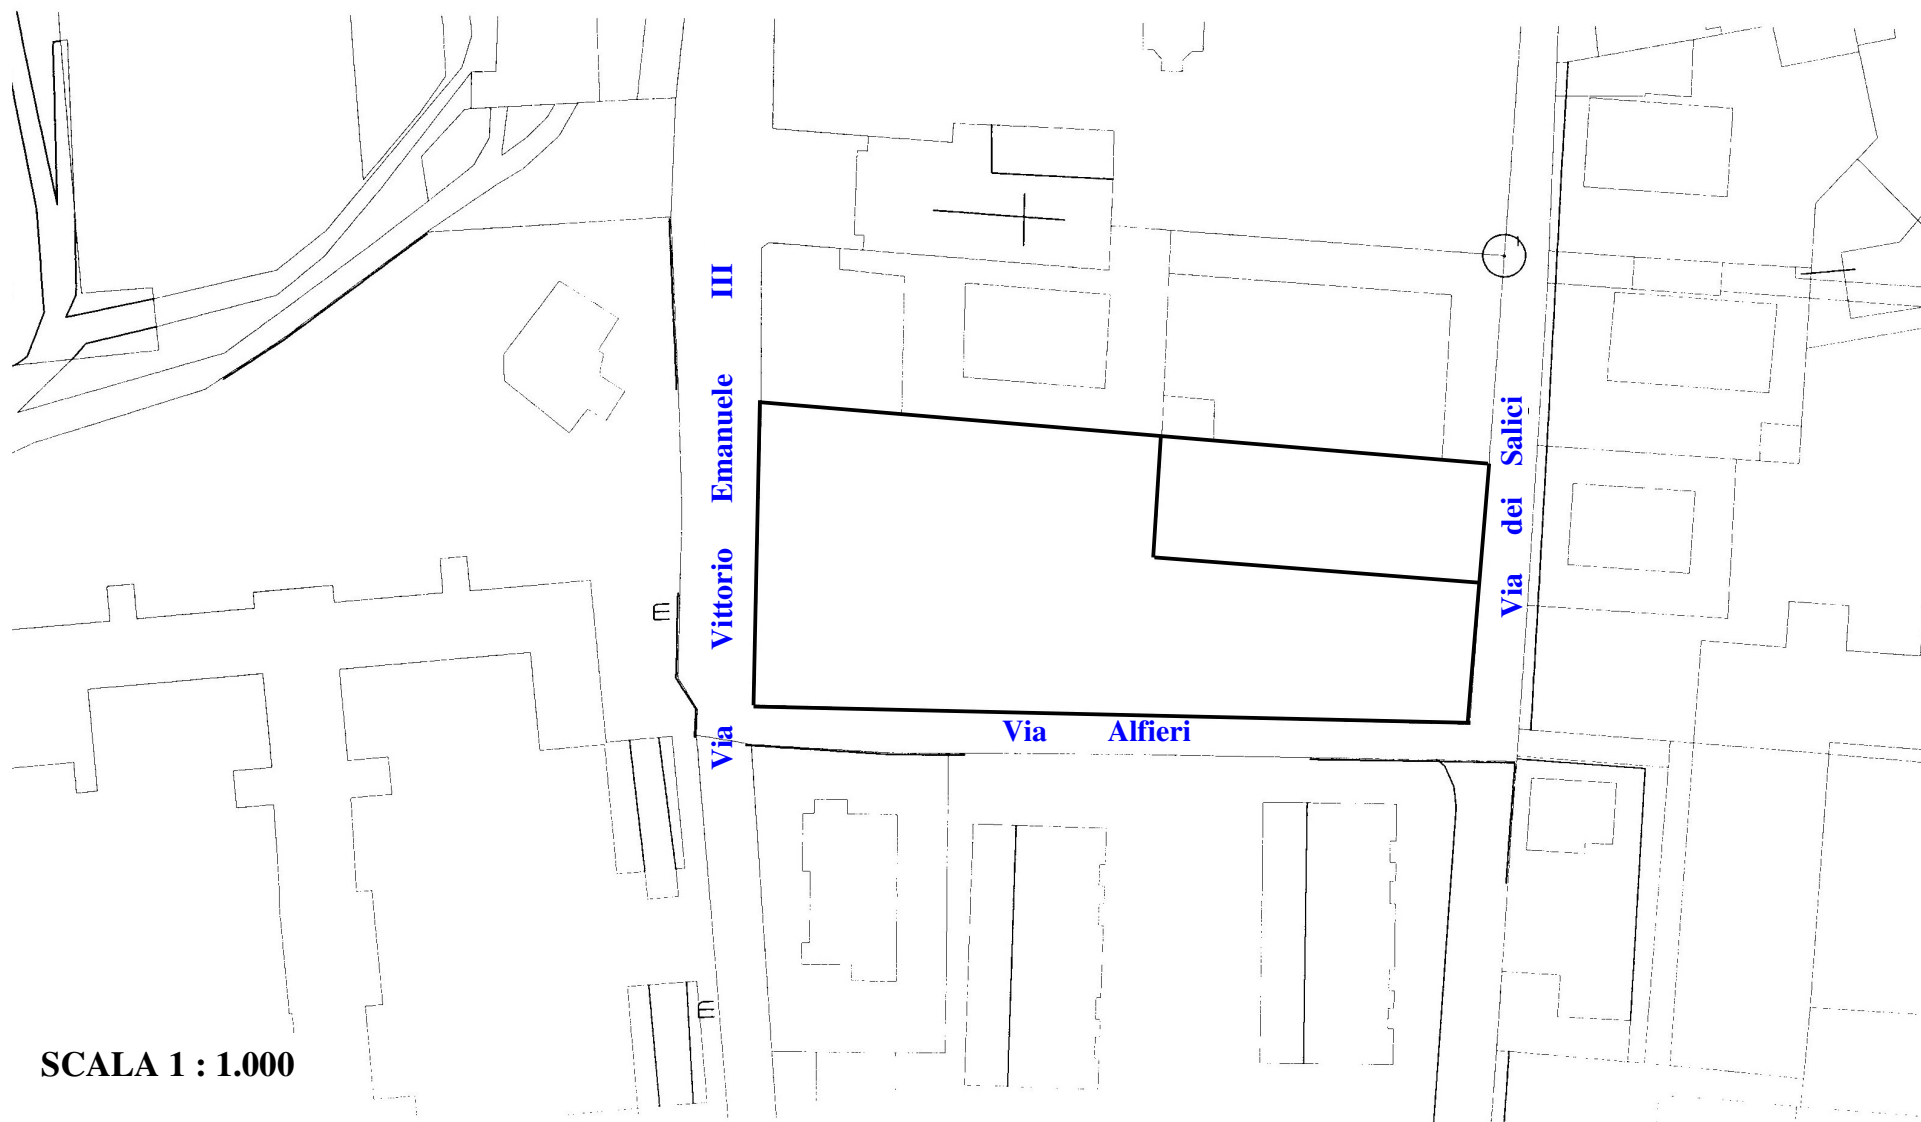 Via Vittorio Emanuele III
Via dei Salici
Via Alfieri
SCALA 1 : 1.000